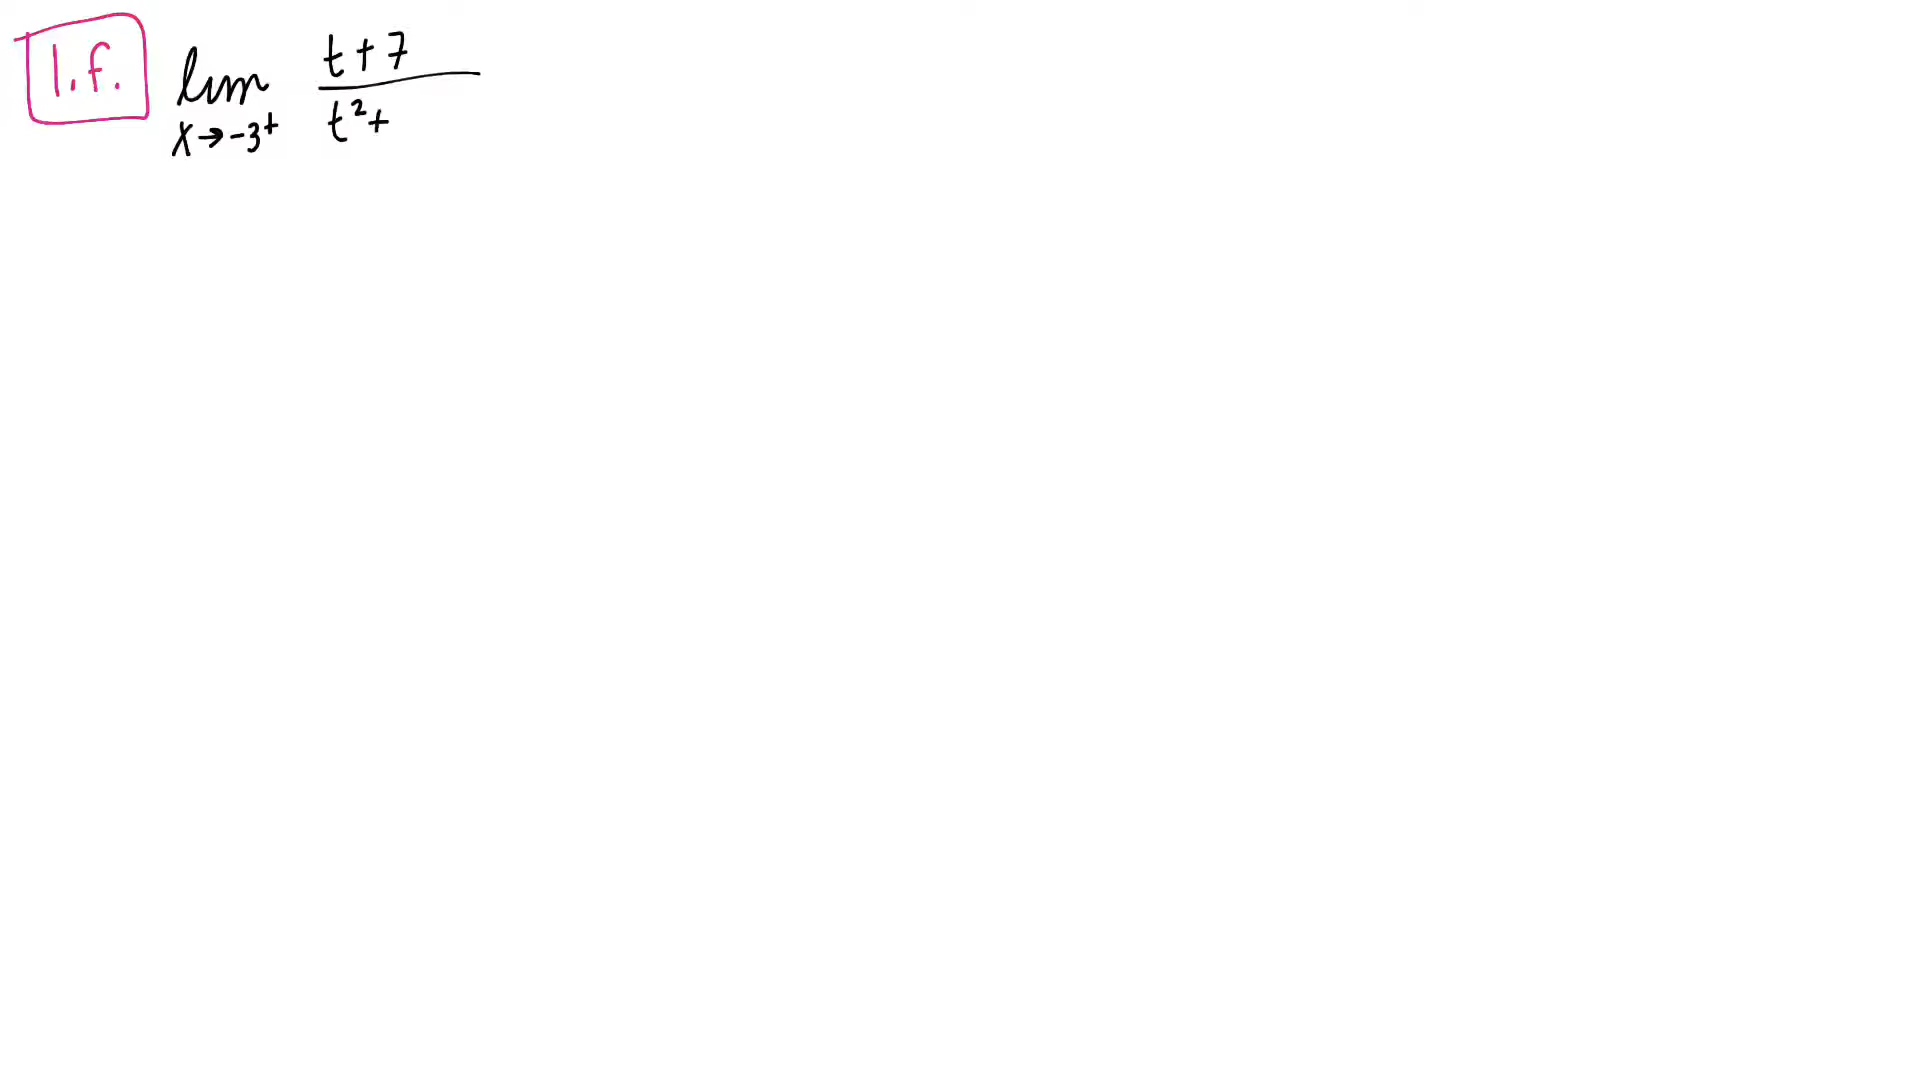 1.f. lim t+7
x→-3⁺ t²+